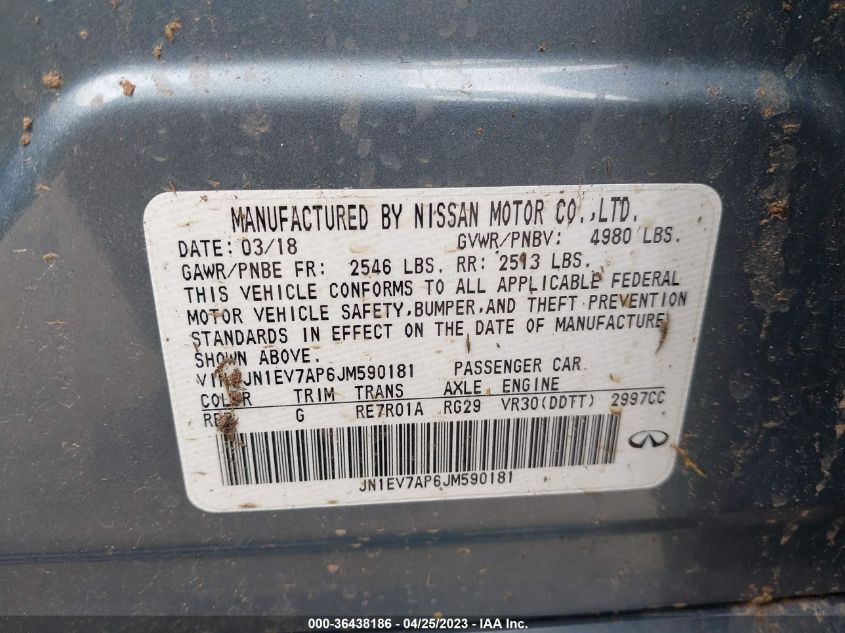 MANUFACTURED BY NISSAN MOTOR CO.,LTD.
DATE: 03/18 GVWR/PNBV: 4980 LBS.
GAWR/PNBE FR: 2546 LBS. RR: 2513 LBS.
THIS VEHICLE CONFORMS TO ALL APPLICABLE FEDERAL
MOTOR VEHICLE SAFETY,BUMPER,AND THEFT PREVENTION
STANDARDS IN EFFECT ON THE DATE OF MANUFACTURE
SHOWN ABOVE.
JN1EV7AP6JM590181 PASSENGER CAR
COLOR TRIM TRANS AXLE ENGINE
G RE7R01A RG29 VR30(DDTT) 2997CC
JN1EV7AP6JM590181
000-36438186 - 04/25/2023 - IAA Inc.